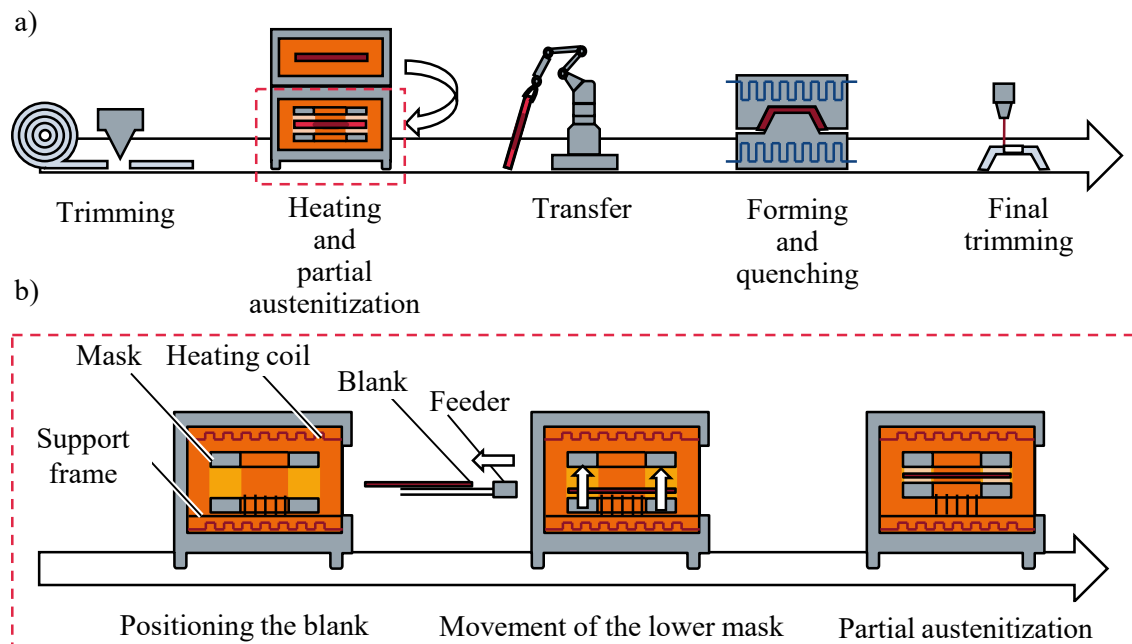 a)
Trimming
Heating
and
partial
austenitization
Transfer
Forming
and
quenching
Final
trimming
b)
Mask
Heating coil
Blank
Feeder
Support
frame
Positioning the blank
Movement of the lower mask
Partial austenitization